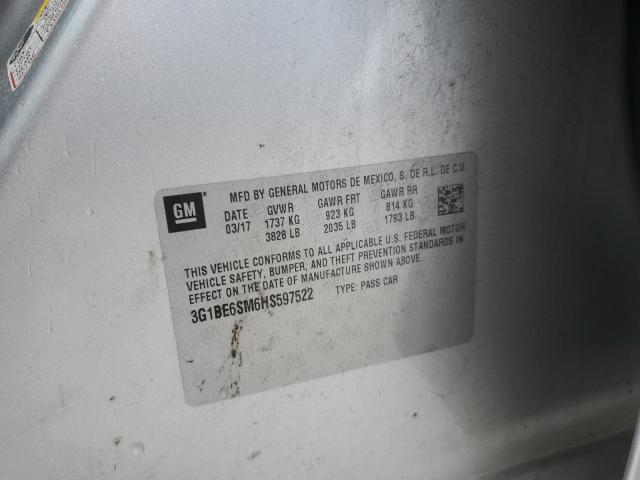 MFD BY GENERAL MOTORS DE MEXICO, S. DE R.L. DE C.V.
GM
DATE GVWR GAWR FRT GAWR RR
03/17 1737 KG 923 KG 814 KG
3828 LB 2035 LB 1793 LB
THIS VEHICLE CONFORMS TO ALL APPLICABLE U.S. FEDERAL MOTOR
VEHICLE SAFETY, BUMPER, AND THEFT PREVENTION STANDARDS IN
EFFECT ON THE DATE OF MANUFACTURE SHOWN ABOVE.
3G1BE6SM6HS597522 TYPE: PASS CAR